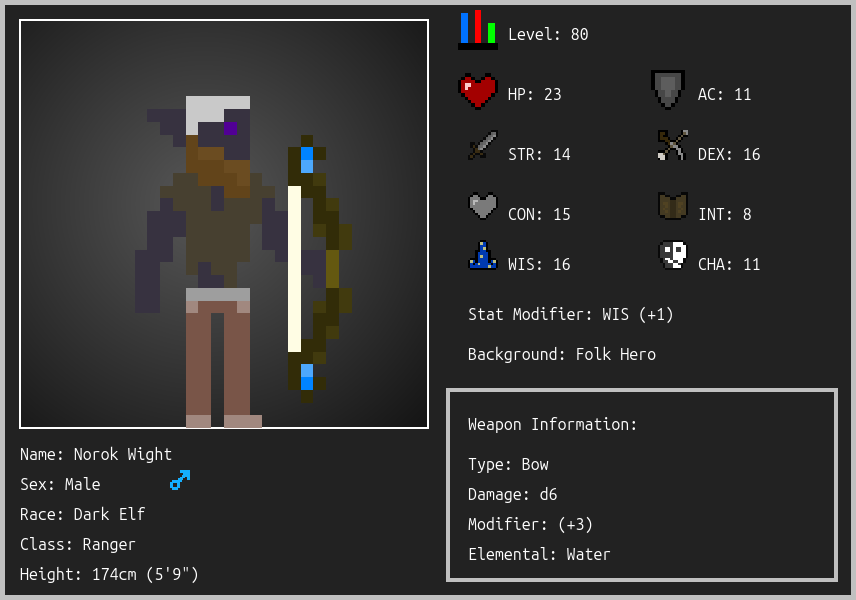 Level: 80
HP: 23
AC: 11
STR: 14
DEX: 16
CON: 15
INT: 8
WIS: 16
CHA: 11
Stat Modifier: WIS (+1)
Background: Folk Hero
Weapon Information:
Type: Bow
Damage: d6
Modifier: (+3)
Elemental: Water
Name: Norok Wight
Sex: Male
Race: Dark Elf
Class: Ranger
Height: 174cm (5'9")